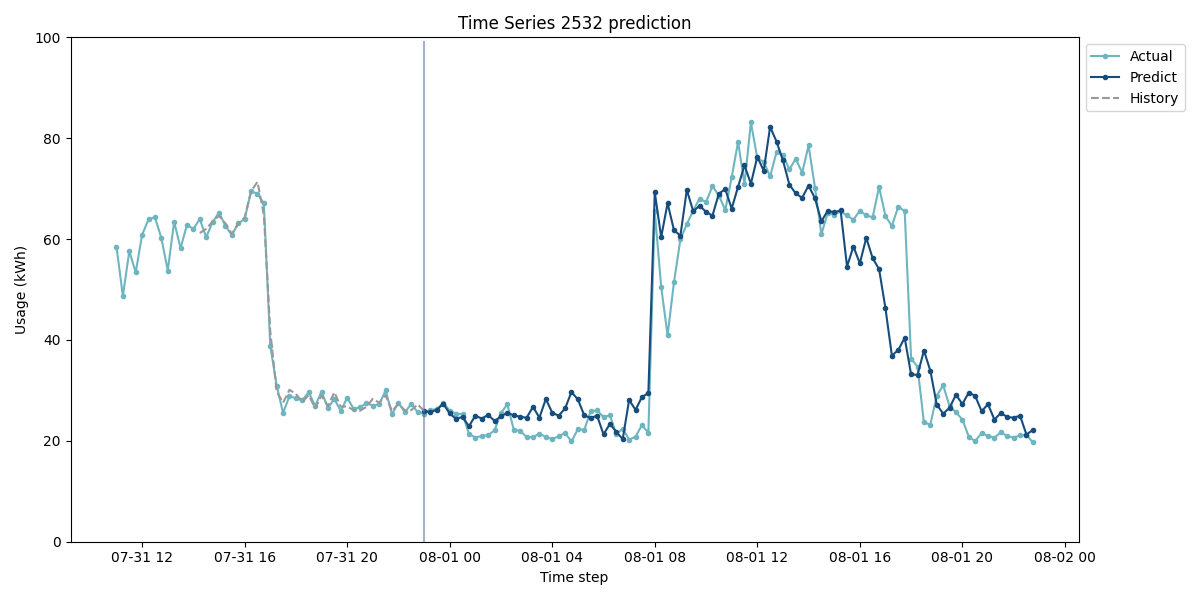 Time Series 2532 prediction
100
80
60
40
20
0
Usage (kWh)
07-31 12
07-31 16
07-31 20
08-01 00
08-01 04
08-01 08
08-01 12
08-01 16
08-01 20
08-02 00
Time step
Actual
Predict
History